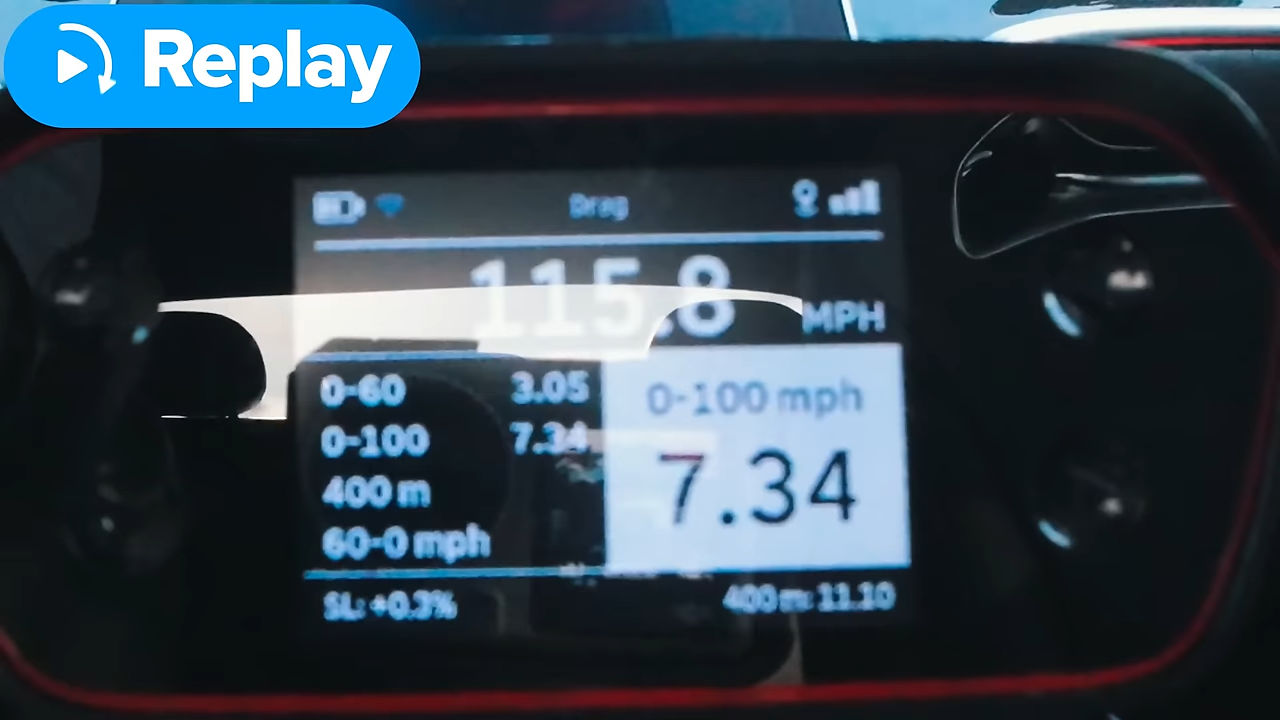 Replay
Drag
115.8
MPH
0-60 3.05
0-100 7.34
400 m
60-0 mph
0-100 mph
7.34
SL: +0.3%
400 m: 11.10